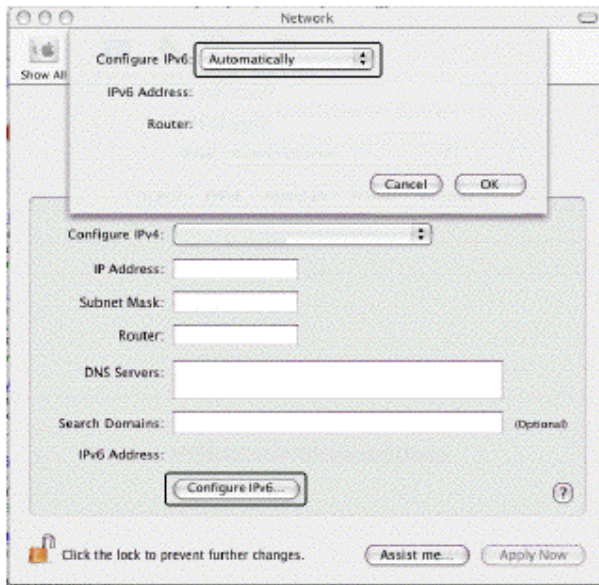 Network
Show All
Configure IPv6: Automatically
IPv6 Address:
Router:
Cancel OK
Configure IPv4:
IP Address:
Subnet Mask:
Router:
DNS Servers:
Search Domains: (Optional)
IPv6 Address:
Configure IPv6...
?
Click the lock to prevent further changes.
Assist me... Apply Now